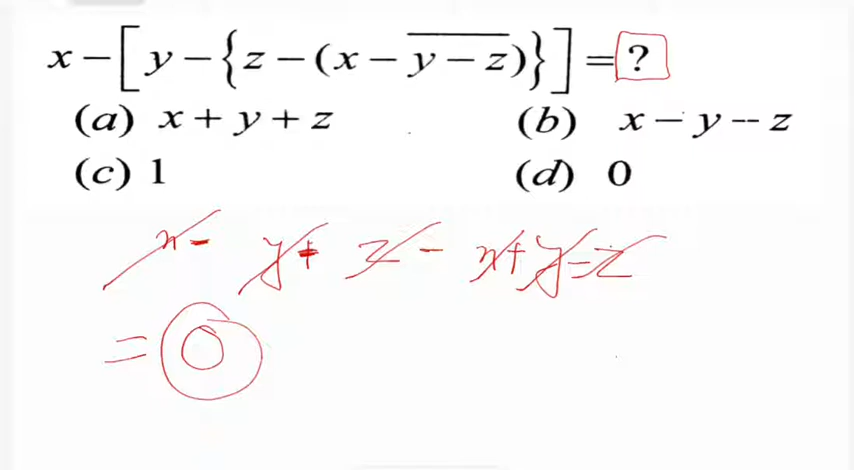 x − [ y − { z − (x − y − z) } ] = ?
(a) x + y + z (b) x − y − z
(c) 1 (d) 0
x − y + z − x + y − z
= 0